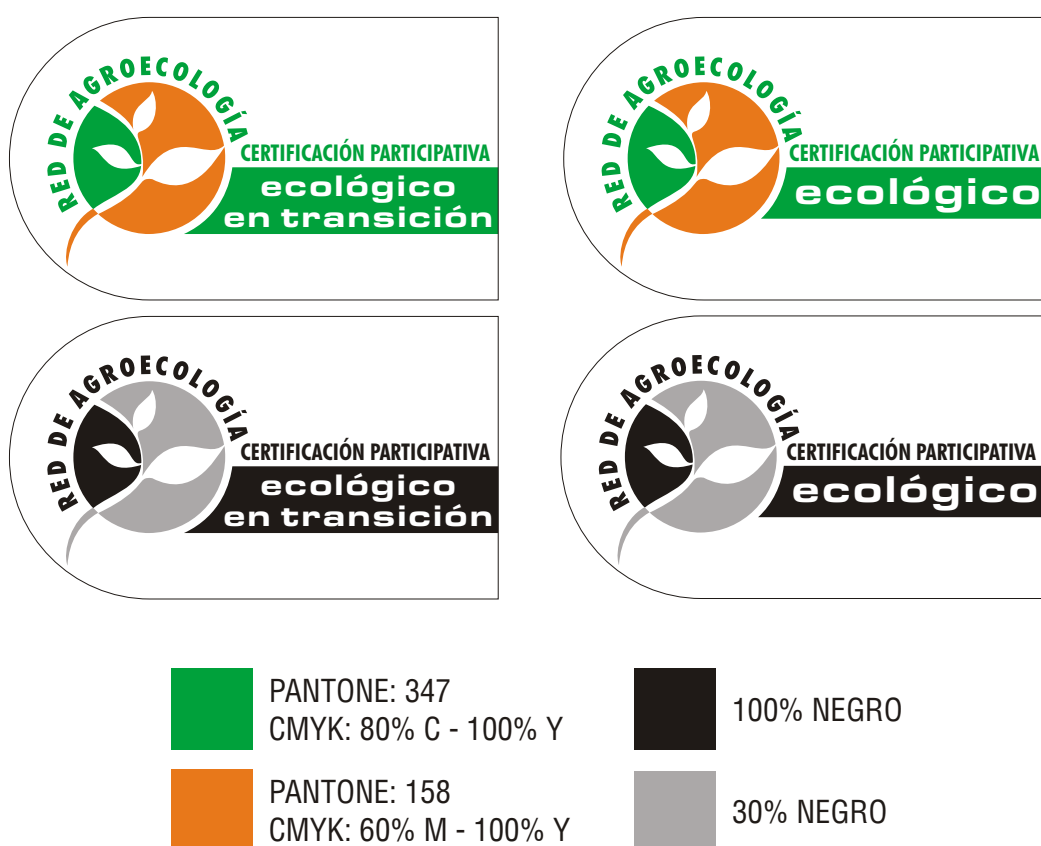 RED DE AGROECOLOGÍA
CERTIFICACIÓN PARTICIPATIVA
ecológico
en transición
RED DE AGROECOLOGÍA
CERTIFICACIÓN PARTICIPATIVA
ecológico
RED DE AGROECOLOGÍA
CERTIFICACIÓN PARTICIPATIVA
ecológico
en transición
RED DE AGROECOLOGÍA
CERTIFICACIÓN PARTICIPATIVA
ecológico
PANTONE: 347
CMYK: 80% C - 100% Y
100% NEGRO
PANTONE: 158
CMYK: 60% M - 100% Y
30% NEGRO